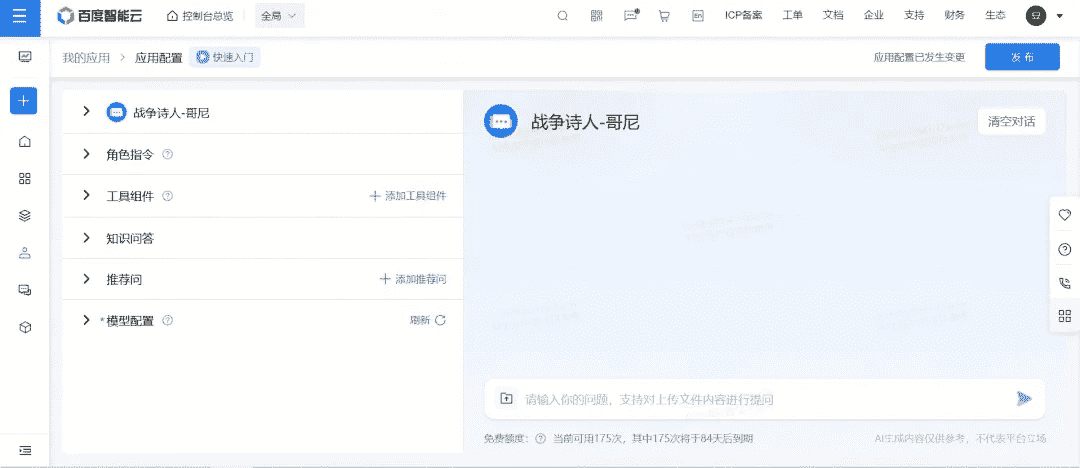 百度智能云 控制台总览 全局 EN ICP备案 工单 文档 企业 支持 财务 生态 豆
我的应用 > 应用配置 快速入门 应用配置已发生变更 发 布
战争诗人-哥尼
角色指令
工具组件 + 添加工具组件
知识问答
推荐问 + 添加推荐问
*模型配置 刷新
战争诗人-哥尼 清空对话
请输入你的问题，支持对上传文件内容进行提问
免费额度： 当前可用175次，其中175次将于84天后到期 AI生成内容仅供参考，不代表平台立场